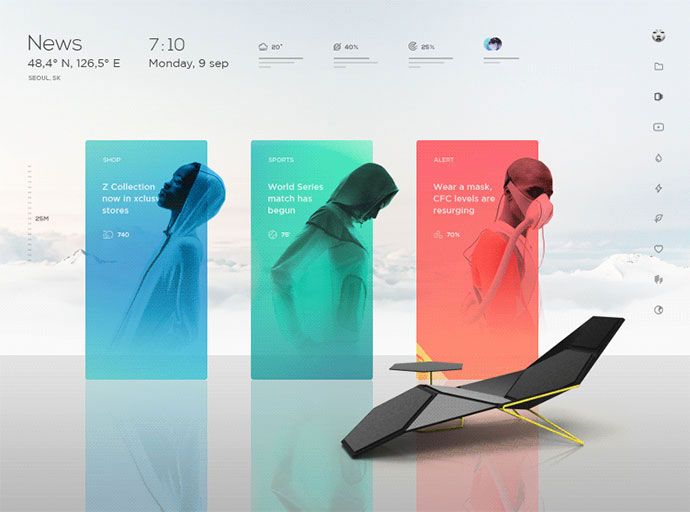 News
48,4° N, 126,5° E
SEOUL, SK
7:10
Monday, 9 sep
20°
40%
25%
25M
SHOP
Z Collection
now in xclus
stores
740
SPORTS
World Series
match has
begun
75'
ALERT
Wear a mask,
CFC levels are
resurging
70%